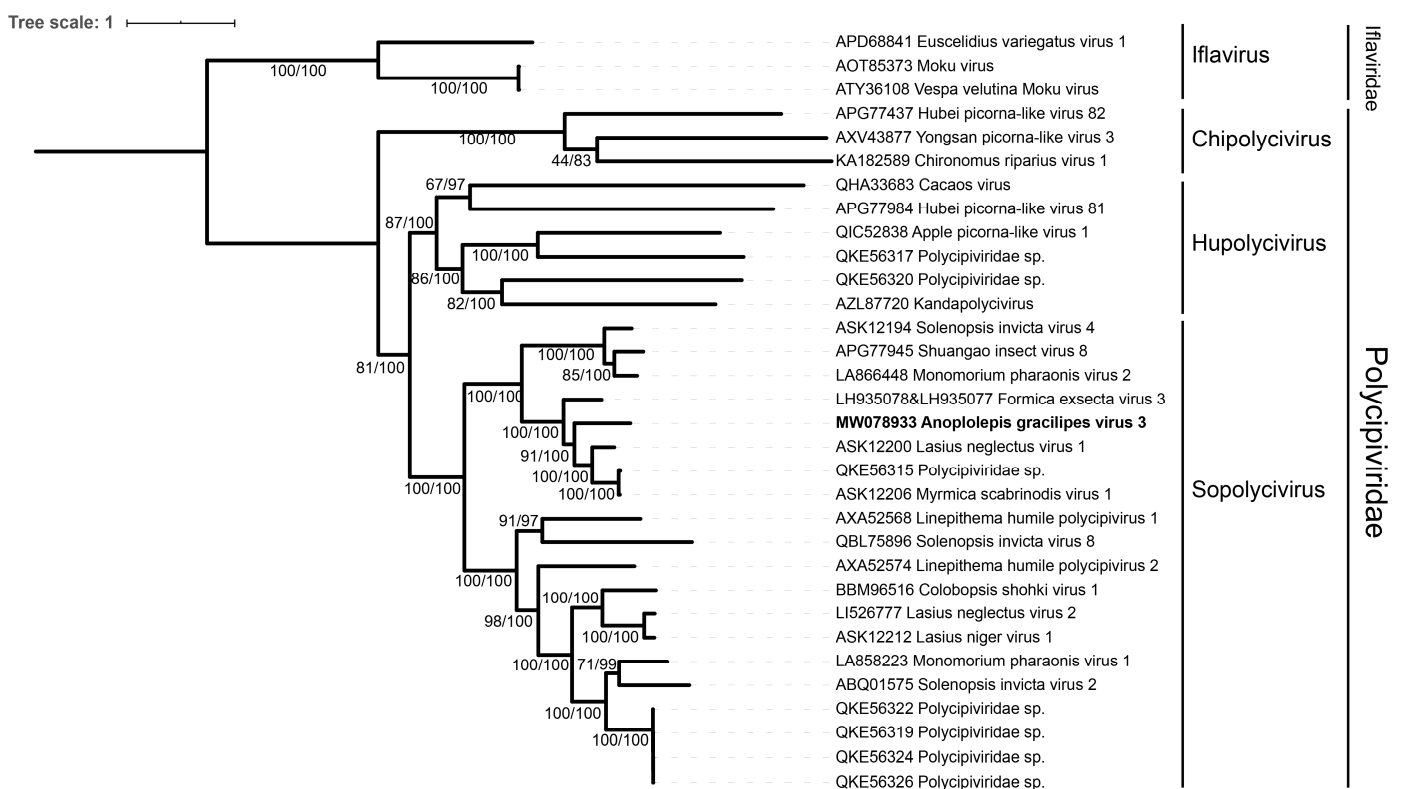 Tree scale: 1
APD68841 Euscelidius variegatus virus 1
AOT85373 Moku virus
100/100
ATY36108 Vespa velutina Moku virus
100/100
Iflavirus
Iflaviridae
APG77437 Hubei picorna-like virus 82
AXV43877 Yongsan picorna-like virus 3
100/100
KA182589 Chironomus riparius virus 1
44/83
Chipolycivirus
QHA33683 Cacaos virus
67/97
APG77984 Hubei picorna-like virus 81
87/100
QIC52838 Apple picorna-like virus 1
QKE56317 Polycipiviridae sp.
100/100
QKE56320 Polycipiviridae sp.
86/100
AZL87720 Kandapolycivirus
82/100
Hupolycivirus
ASK12194 Solenopsis invicta virus 4
APG77945 Shuangao insect virus 8
100/100
81/100
LA866448 Monomorium pharaonis virus 2
85/100
100/100
LH935078&LH935077 Formica exsecta virus 3
MW078933 Anoplolepis gracilipes virus 3
100/100
ASK12200 Lasius neglectus virus 1
91/100
QKE56315 Polycipiviridae sp.
100/100
ASK12206 Myrmica scabrinodis virus 1
100/100
100/100
Sopolycivirus
Polycipiviridae
AXA52568 Linepithema humile polycipivirus 1
91/97
QBL75896 Solenopsis invicta virus 8
AXA52574 Linepithema humile polycipivirus 2
100/100
BBM96516 Colobopsis shohki virus 1
100/100
LI526777 Lasius neglectus virus 2
98/100
ASK12212 Lasius niger virus 1
100/100
LA858223 Monomorium pharaonis virus 1
100/100
71/99
ABQ01575 Solenopsis invicta virus 2
QKE56322 Polycipiviridae sp.
100/100
QKE56319 Polycipiviridae sp.
100/100
QKE56324 Polycipiviridae sp.
QKE56326 Polycipiviridae sp.